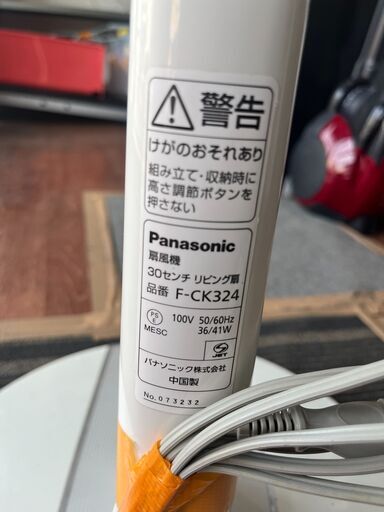 警告
けがのおそれあり
組み立て・収納時に
高さ調節ボタンを
押さない
Panasonic
扇風機
30センチ リビング扇
品番 F-CK324
PS
E
MESC
100V 50/60Hz
36/41W
JET
パナソニック株式会社
中国製
No.073232